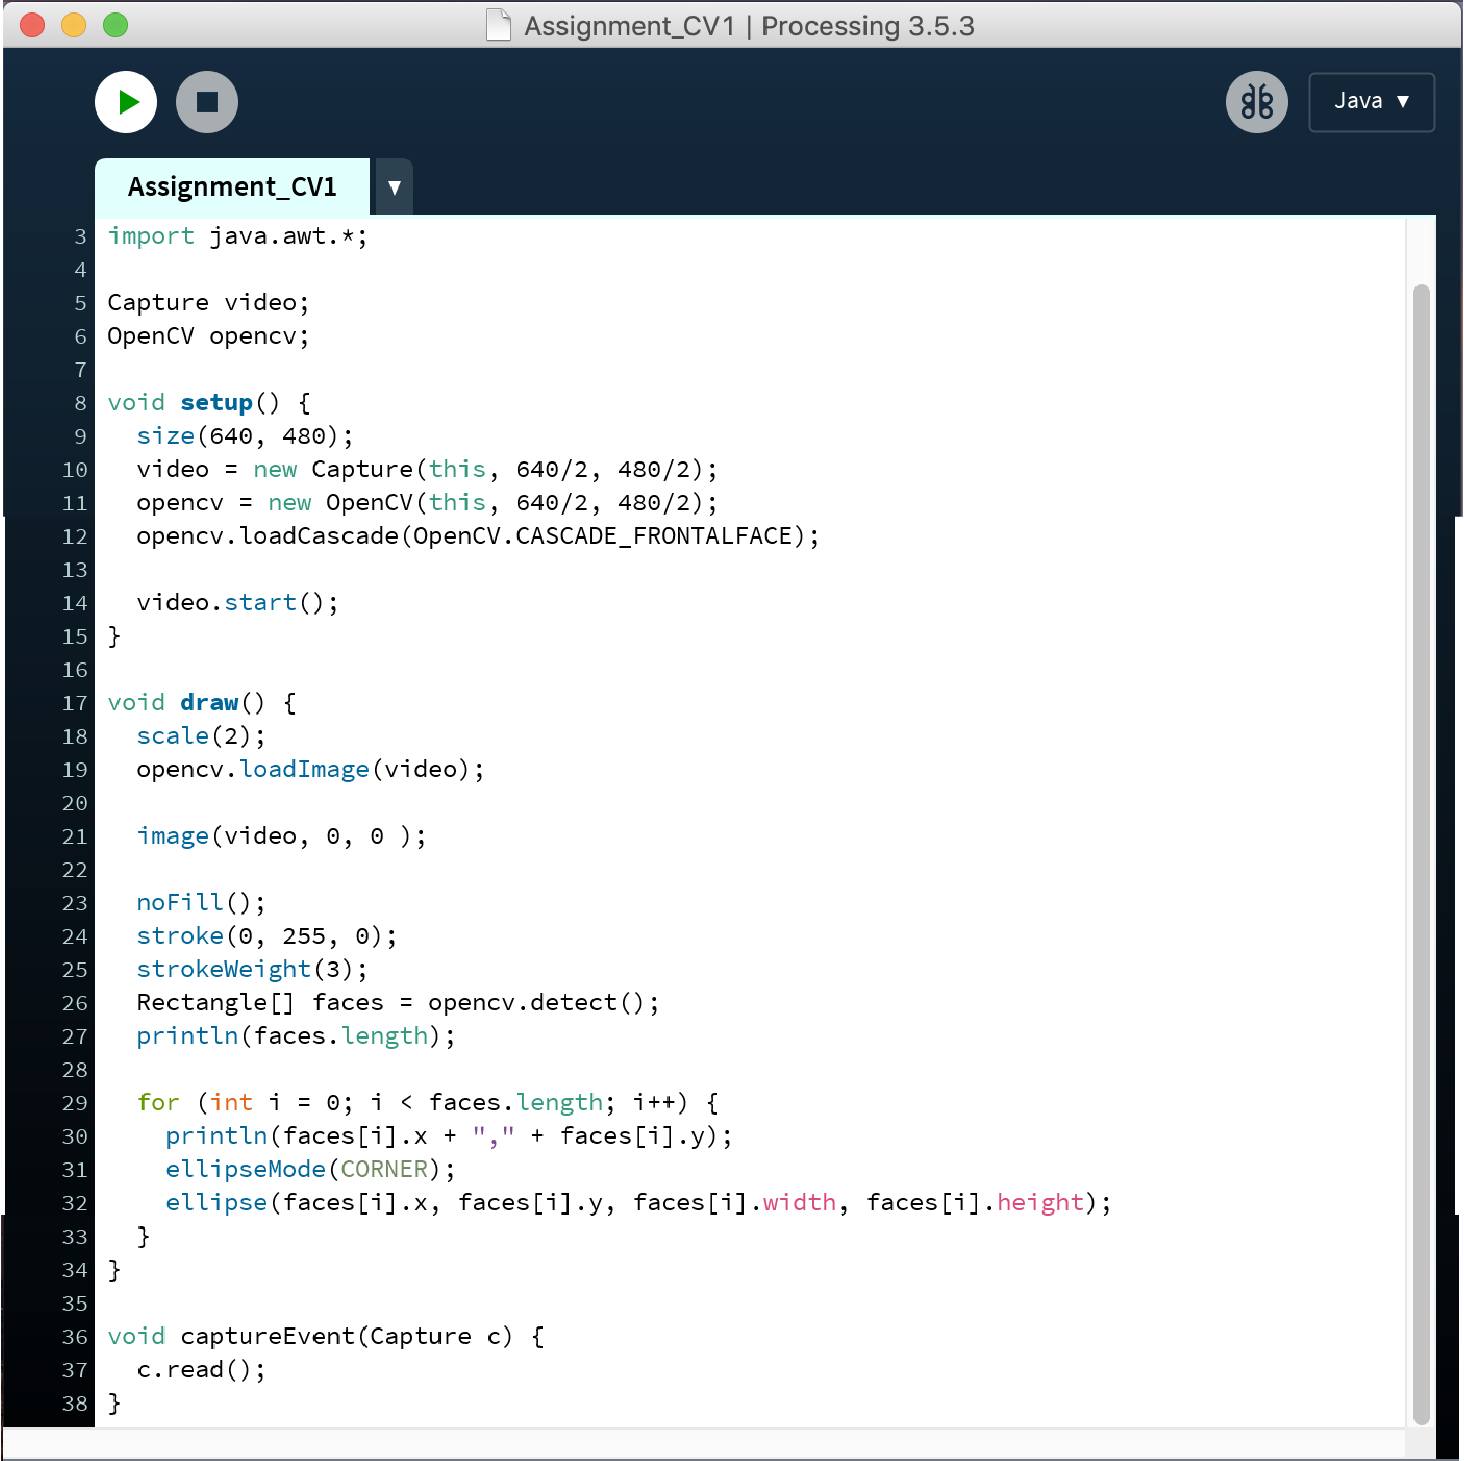 Assignment_CV1 | Processing 3.5.3
Java ▼
Assignment_CV1 ▼
3 import java.awt.*;
4
5 Capture video;
6 OpenCV opencv;
7
8 void setup() {
9   size(640, 480);
10   video = new Capture(this, 640/2, 480/2);
11   opencv = new OpenCV(this, 640/2, 480/2);
12   opencv.loadCascade(OpenCV.CASCADE_FRONTALFACE);
13
14   video.start();
15 }
16
17 void draw() {
18   scale(2);
19   opencv.loadImage(video);
20
21   image(video, 0, 0 );
22
23   noFill();
24   stroke(0, 255, 0);
25   strokeWeight(3);
26   Rectangle[] faces = opencv.detect();
27   println(faces.length);
28
29   for (int i = 0; i < faces.length; i++) {
30     println(faces[i].x + "," + faces[i].y);
31     ellipseMode(CORNER);
32     ellipse(faces[i].x, faces[i].y, faces[i].width, faces[i].height);
33   }
34 }
35
36 void captureEvent(Capture c) {
37   c.read();
38 }